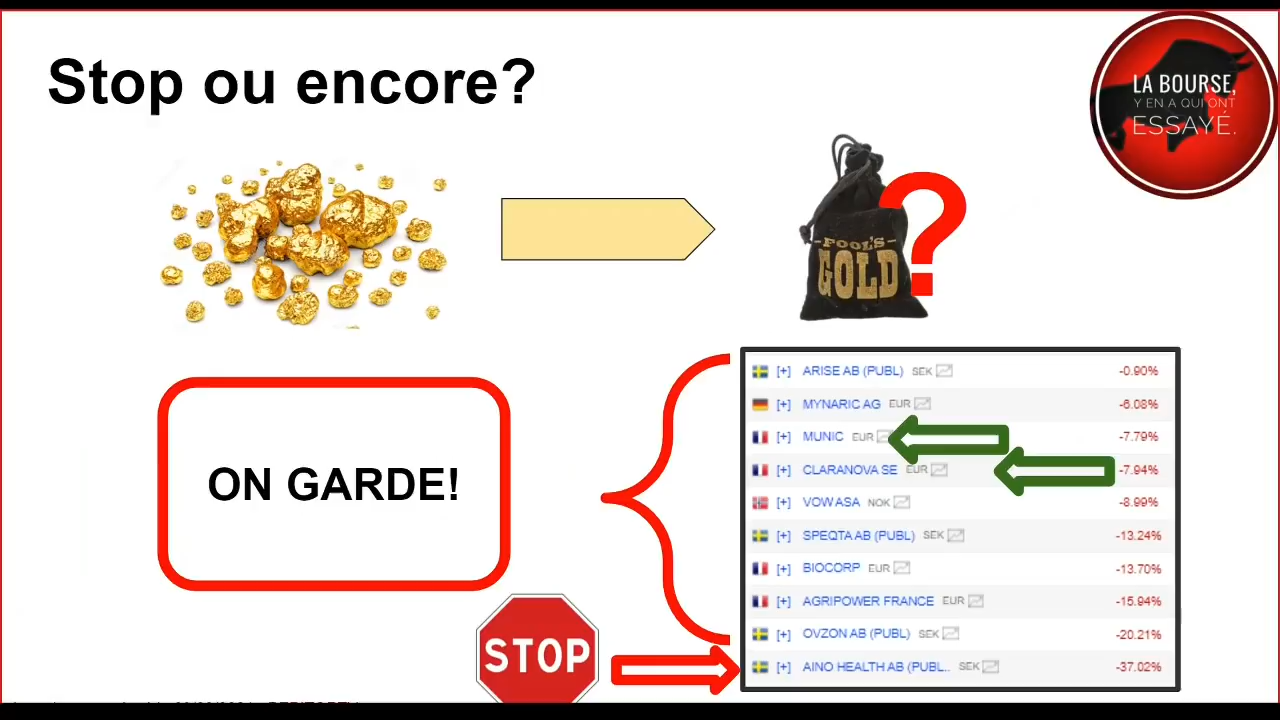 Stop ou encore?
LA BOURSE,
Y EN A QUI ONT
ESSAYÉ.
FOOL'S
GOLD
?
ON GARDE!
[+] ARISE AB (PUBL) SEK -0.90%
[+] MYNARIC AG EUR -6.08%
[+] MUNIC EUR -7.79%
[+] CLARANOVA SE EUR -7.94%
[+] VOW ASA NOK -8.99%
[+] SPEQTA AB (PUBL) SEK -13.24%
[+] BIOCORP EUR -13.70%
[+] AGRIPOWER FRANCE EUR -15.94%
[+] OVZON AB (PUBL) SEK -20.21%
[+] AINO HEALTH AB (PUBL.. SEK -37.02%
STOP